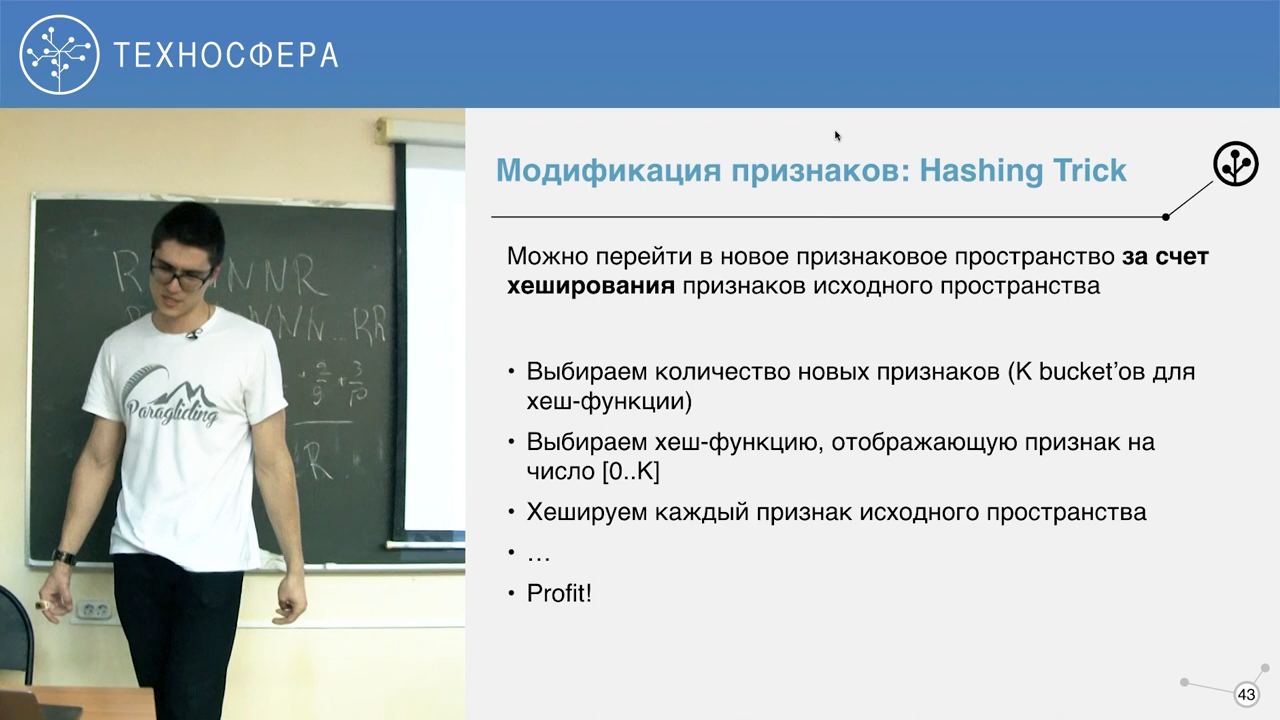 ТЕХНОСФЕРА
Модификация признаков: Hashing Trick
Можно перейти в новое признаковое пространство за счет
хеширования признаков исходного пространства
• Выбираем количество новых признаков (K bucket’ов для
хеш-функции)
• Выбираем хеш-функцию, отображающую признак на
число [0..K]
• Хешируем каждый признак исходного пространства
• …
• Profit!
Paragliding
43